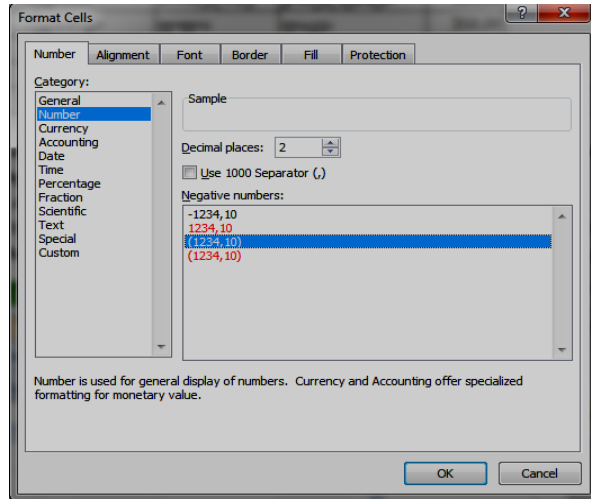 Format Cells
Number Alignment Font Border Fill Protection
Category:
General
Number
Currency
Accounting
Date
Time
Percentage
Fraction
Scientific
Text
Special
Custom
Sample
Decimal places: 2
Use 1000 Separator (,)
Negative numbers:
-1234,10
1234,10
(1234,10)
(1234,10)
Number is used for general display of numbers. Currency and Accounting offer specialized
formatting for monetary value.
OK Cancel